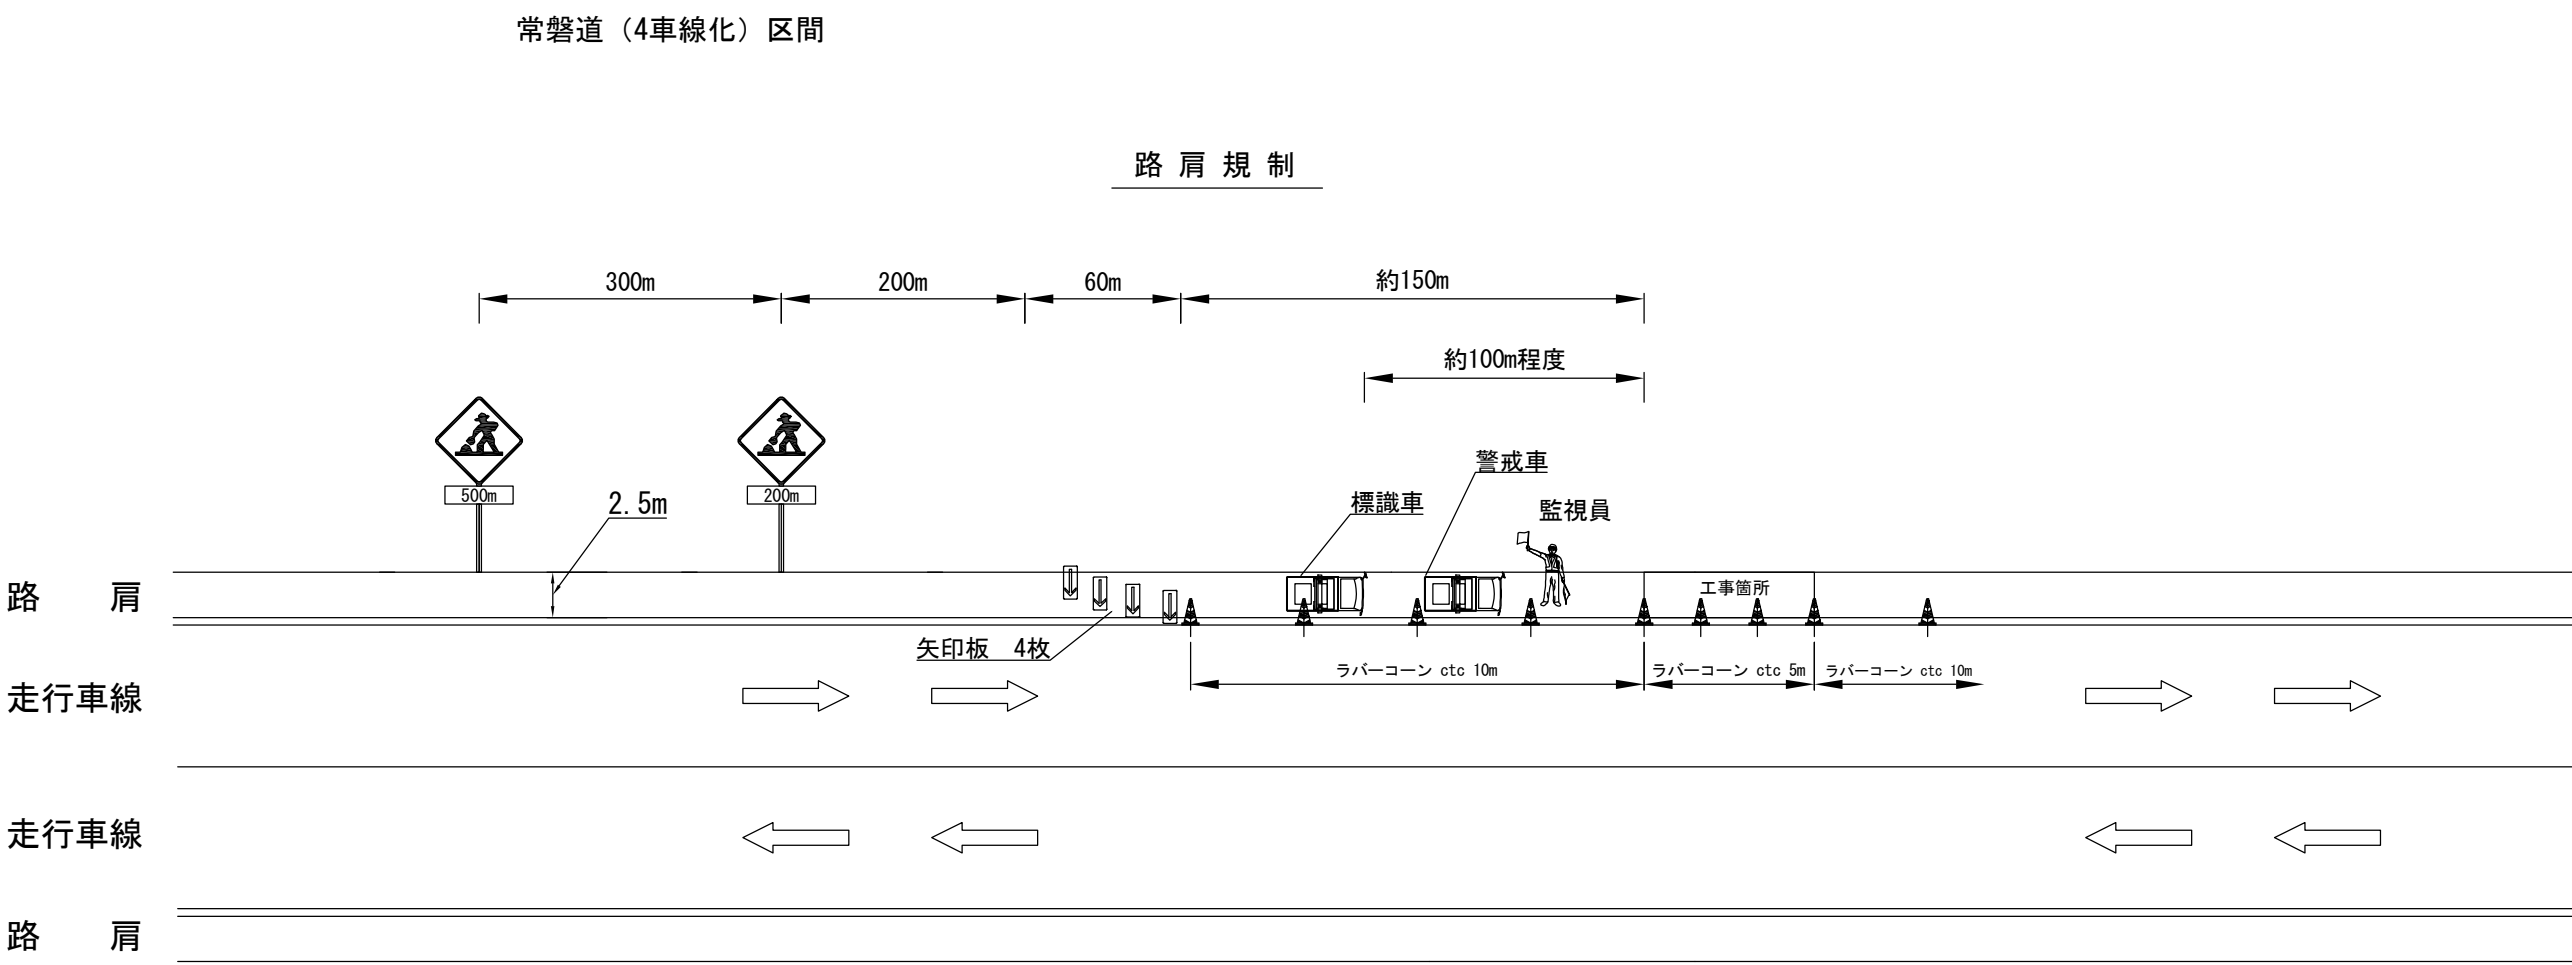 常磐道（4車線化）区間
路肩規制
300m
200m
60m
約150m
約100m程度
500m
200m
2.5m
警戒車
標識車
監視員
路　肩
工事箇所
矢印板　4枚
ラバーコーン ctc 10m
ラバーコーン ctc 5m
ラバーコーン ctc 10m
走行車線
走行車線
路　肩